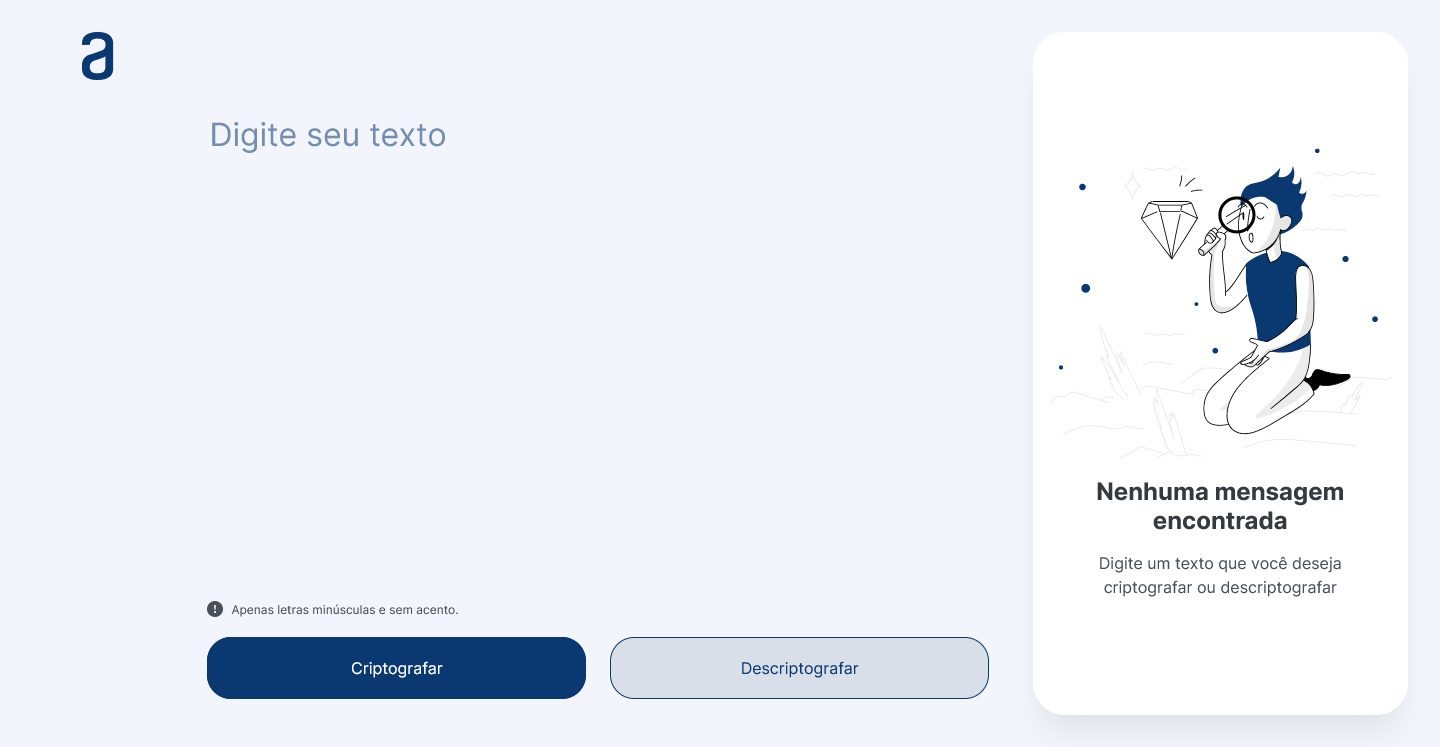 a
Digite seu texto
Apenas letras minúsculas e sem acento.
Criptografar
Descriptografar
Nenhuma mensagem
encontrada
Digite um texto que você deseja
criptografar ou descriptografar